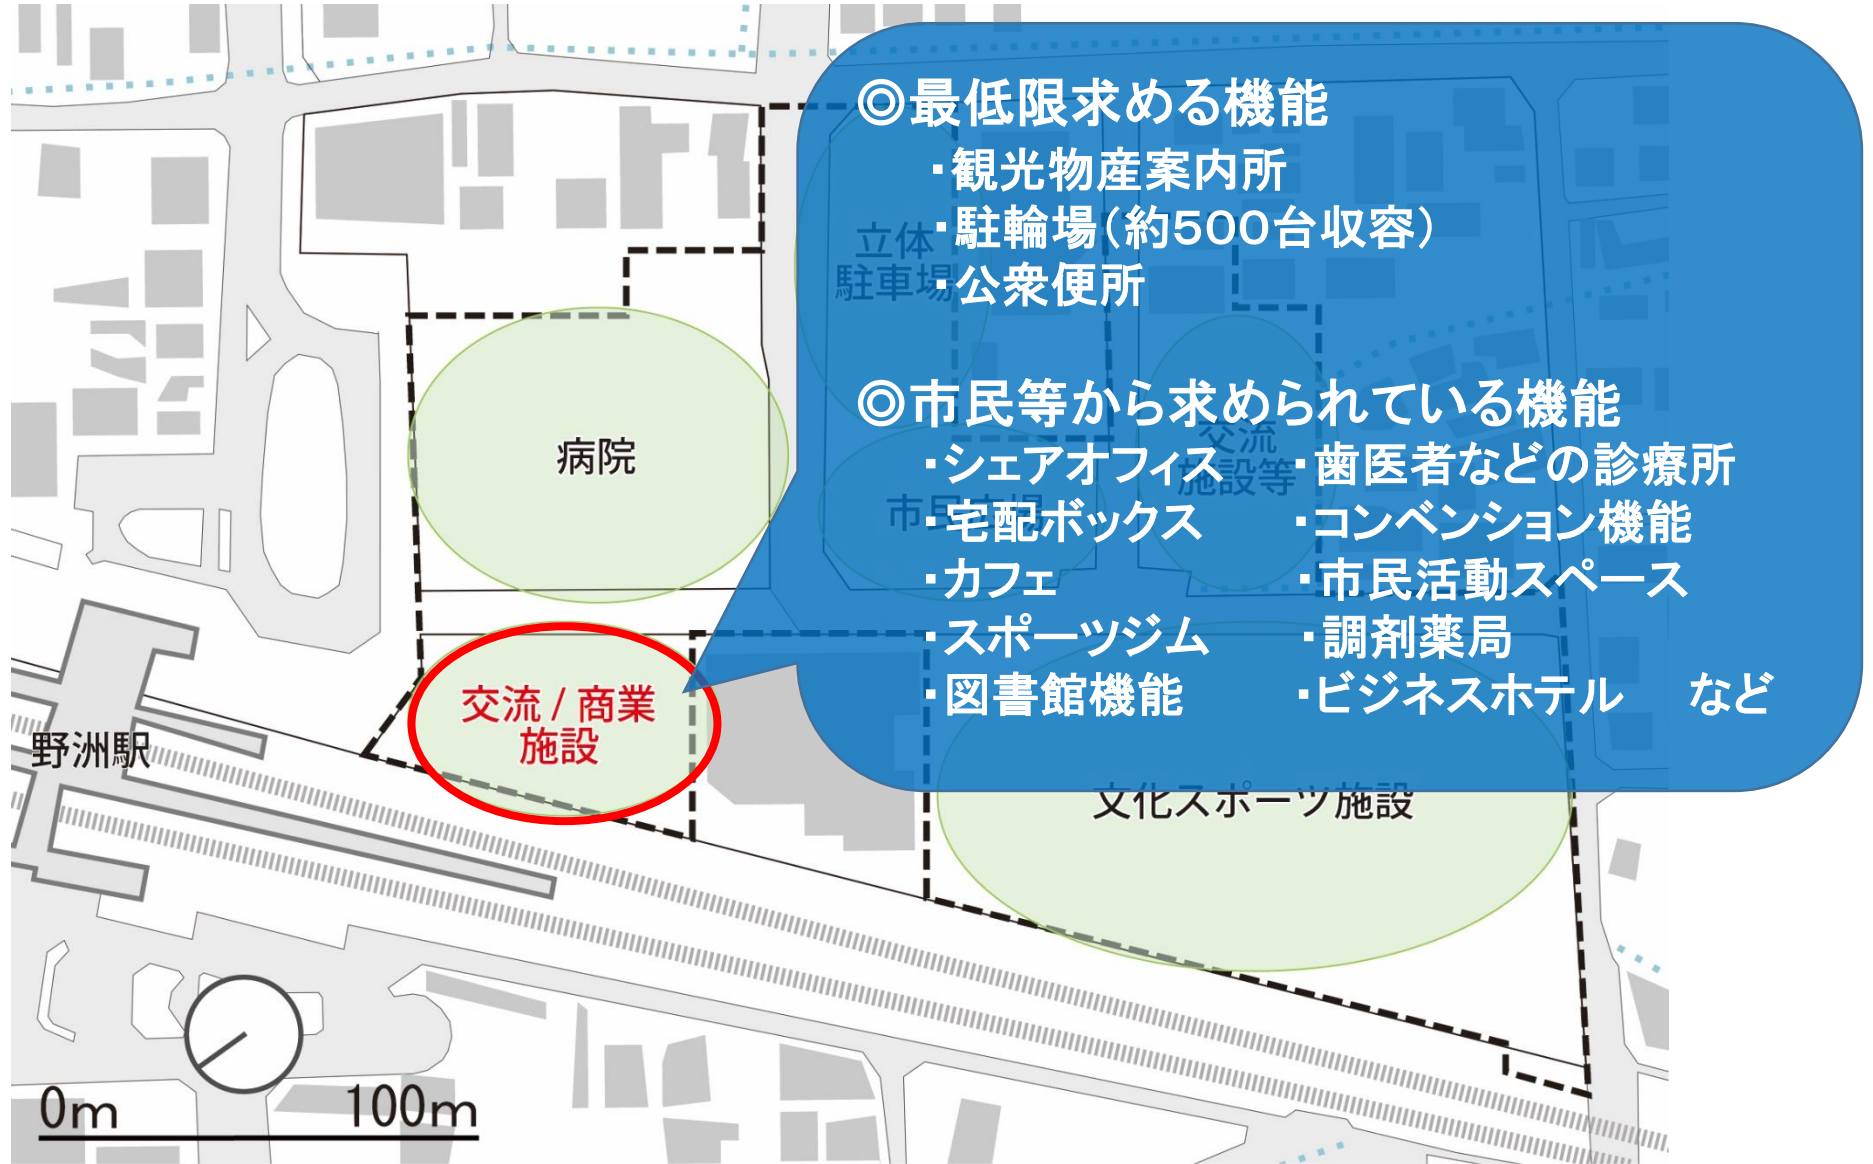 ◎最低限求める機能
・観光物産案内所
・駐輪場（約500台収容）
・公衆便所
◎市民等から求められている機能
・シェアオフィス ・歯医者などの診療所
・宅配ボックス ・コンベンション機能
・カフェ ・市民活動スペース
・スポーツジム ・調剤薬局
・図書館機能 ・ビジネスホテル など
立体
駐車場
病院
交流
施設等
市民広場
交流 / 商業
施設
野洲駅
文化スポーツ施設
0m 100m